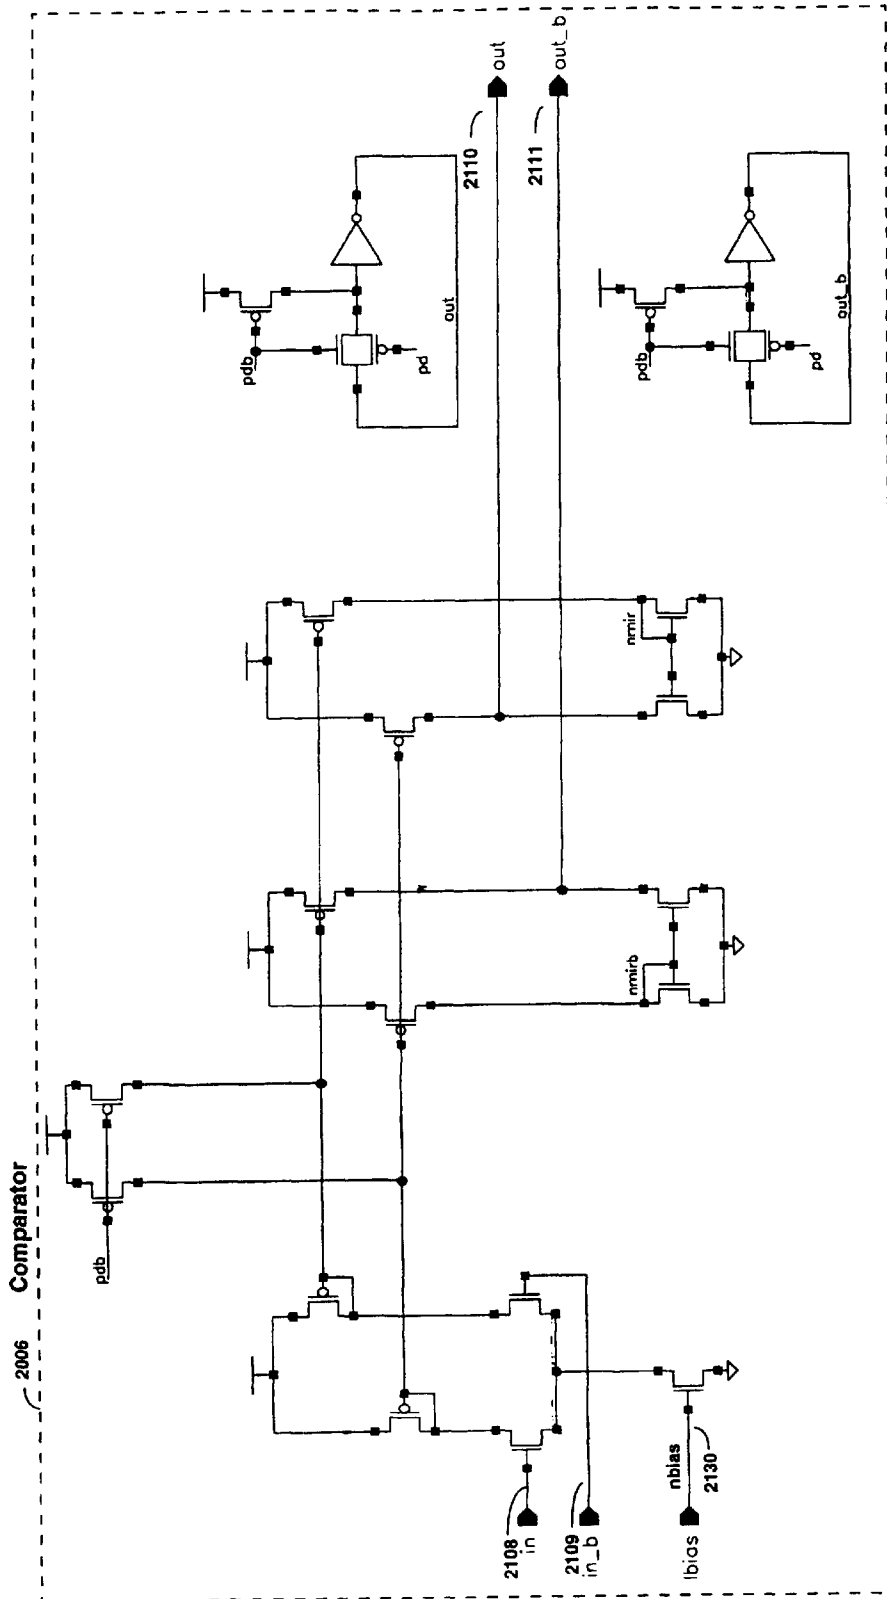 2006 Comparator
pdb
2108
in
2109
in_b
Ibias
nbias
2130
nmirb
nmir
pdb
pd
out
pdb
pd
out_b
2110
out
2111
out_b